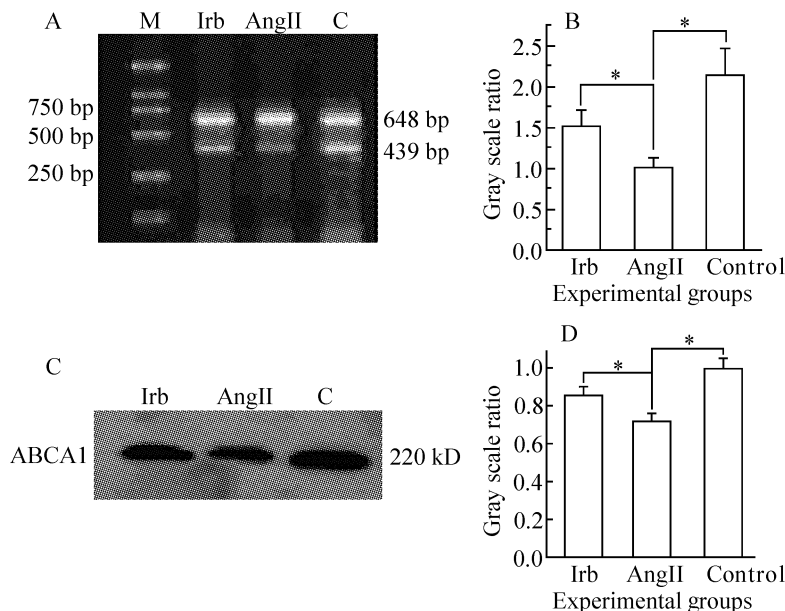 A
M Irb AngII C
750 bp
500 bp
250 bp
648 bp
439 bp
B
Gray scale ratio
2.5
2.0
1.5
1.0
0.5
0.0
* *
Irb AngII Control
Experimental groups
C
Irb AngII C
ABCA1 220 kD
D
Gray scale ratio
1.0
0.8
0.6
0.4
0.2
0.0
* *
Irb AngII Control
Experimental groups